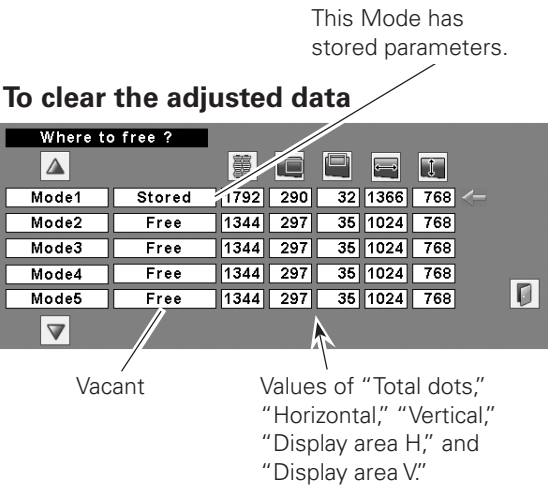 This Mode has
stored parameters.
To clear the adjusted data
Where to free ?
Mode1 Stored 1792 290 32 1366 768
Mode2 Free 1344 297 35 1024 768
Mode3 Free 1344 297 35 1024 768
Mode4 Free 1344 297 35 1024 768
Mode5 Free 1344 297 35 1024 768
Vacant
Values of “Total dots,”
“Horizontal,” “Vertical,”
“Display area H,” and
“Display area V.”